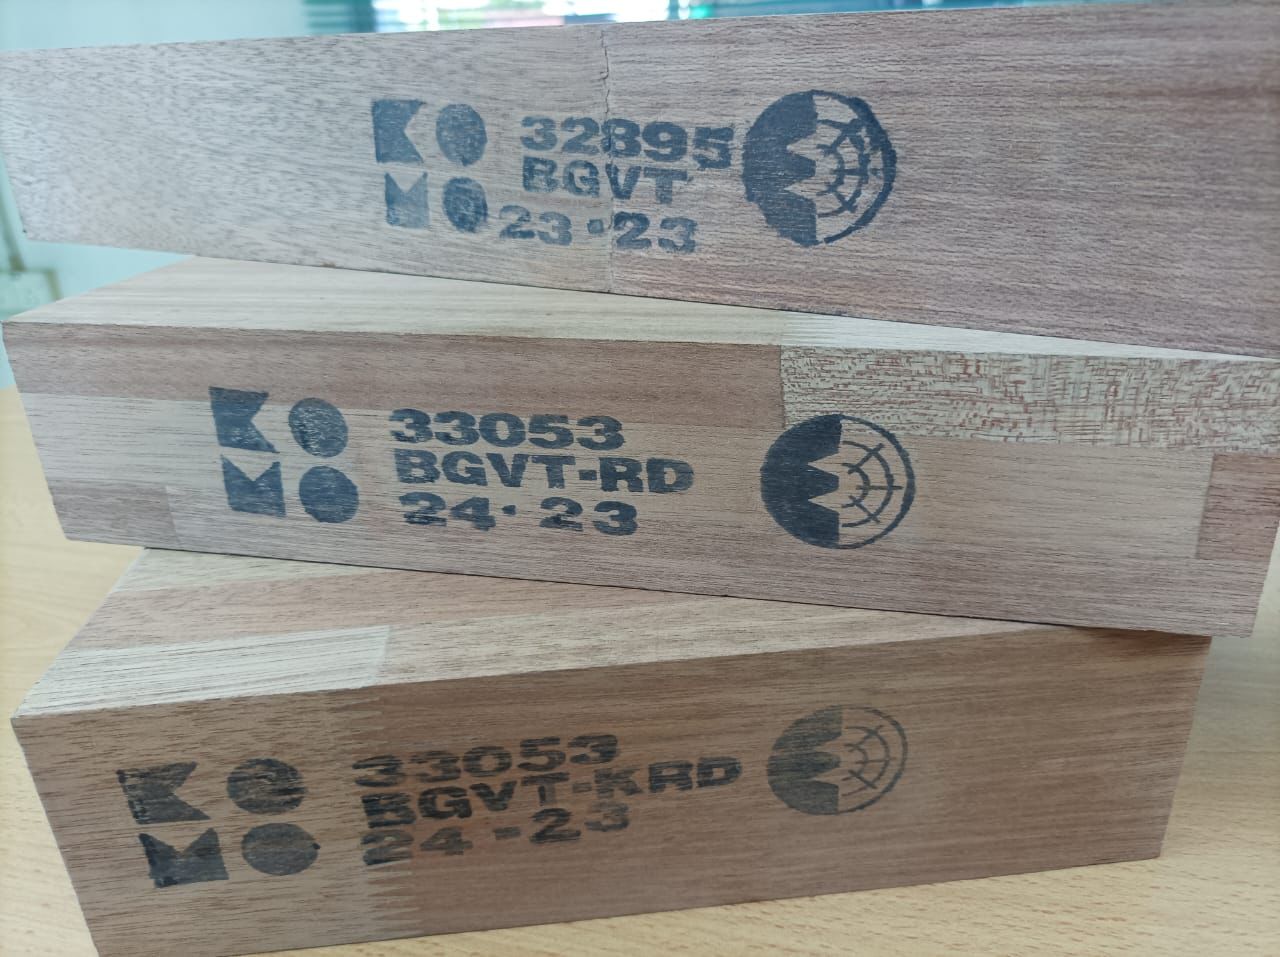 KO 32895
BGVT
MO 23·23
KO 33053
BGVT-RD
MO 24·23
KO 33053
BGVT-KRD
MO 24-23